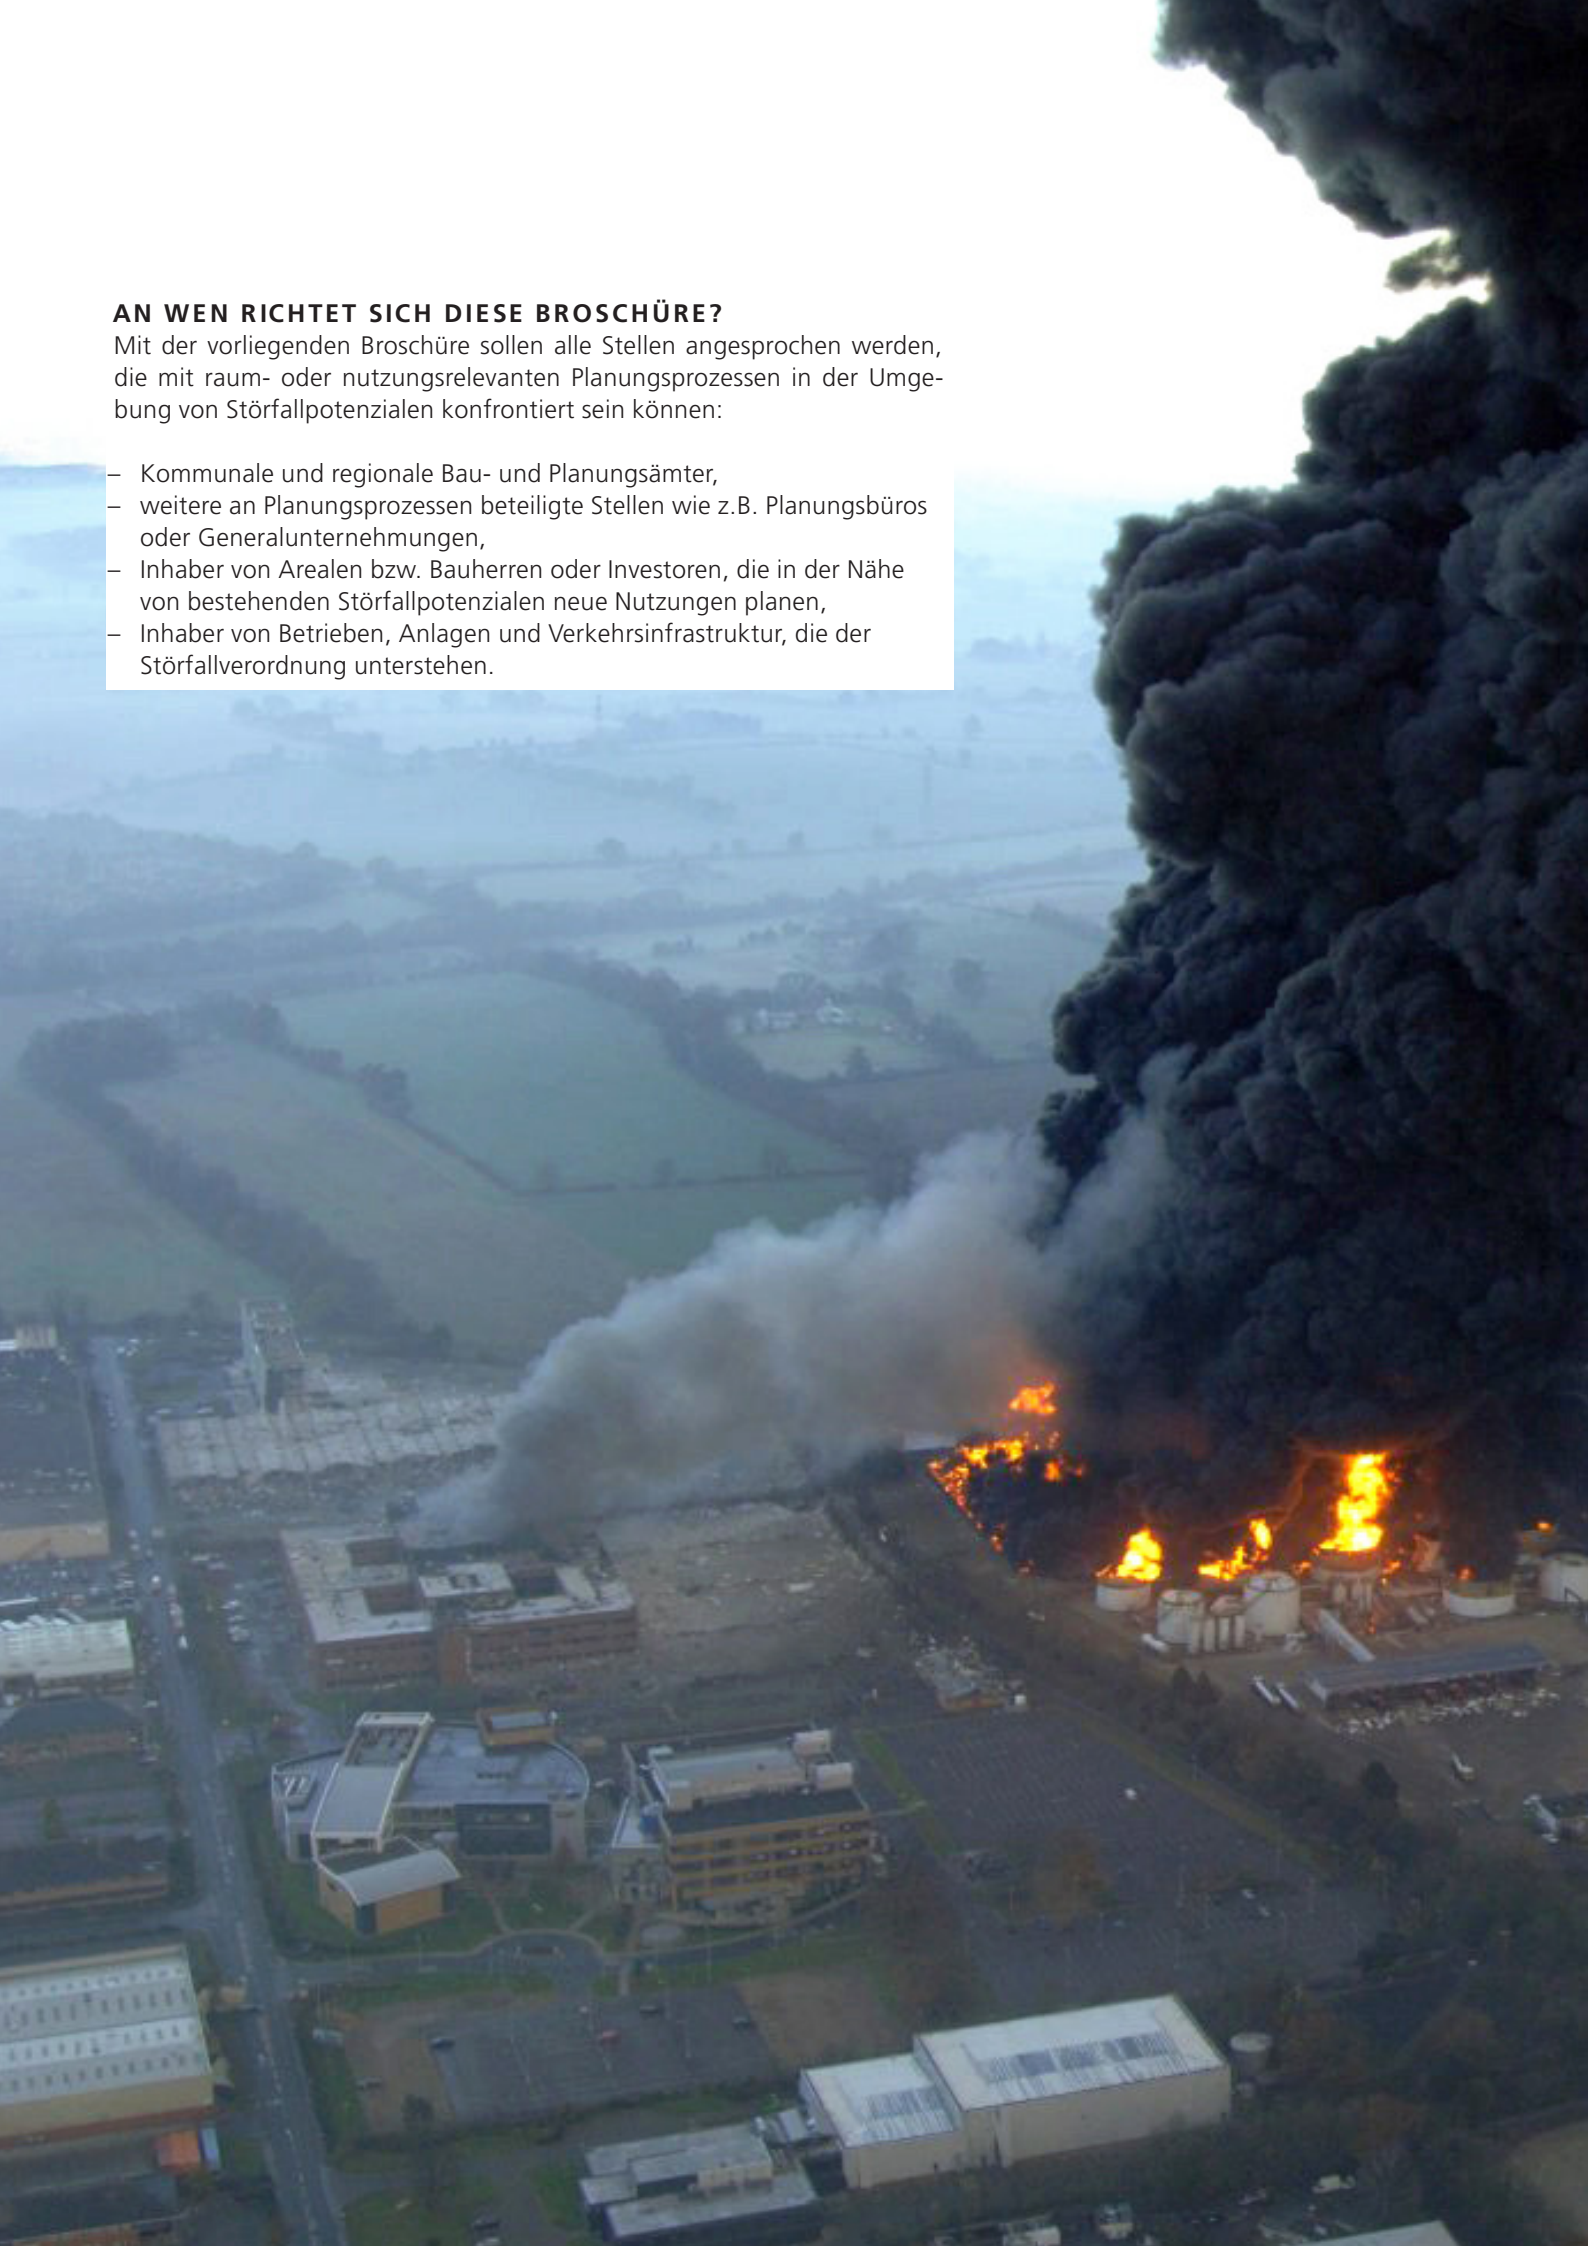 AN WEN RICHTET SICH DIESE BROSCHÜRE?
Mit der vorliegenden Broschüre sollen alle Stellen angesprochen werden,
die mit raum- oder nutzungsrelevanten Planungsprozessen in der Umge-
bung von Störfallpotenzialen konfrontiert sein können:
– Kommunale und regionale Bau- und Planungsämter,
– weitere an Planungsprozessen beteiligte Stellen wie z.B. Planungsbüros
oder Generalunternehmungen,
– Inhaber von Arealen bzw. Bauherren oder Investoren, die in der Nähe
von bestehenden Störfallpotenzialen neue Nutzungen planen,
– Inhaber von Betrieben, Anlagen und Verkehrsinfrastruktur, die der
Störfallverordnung unterstehen.